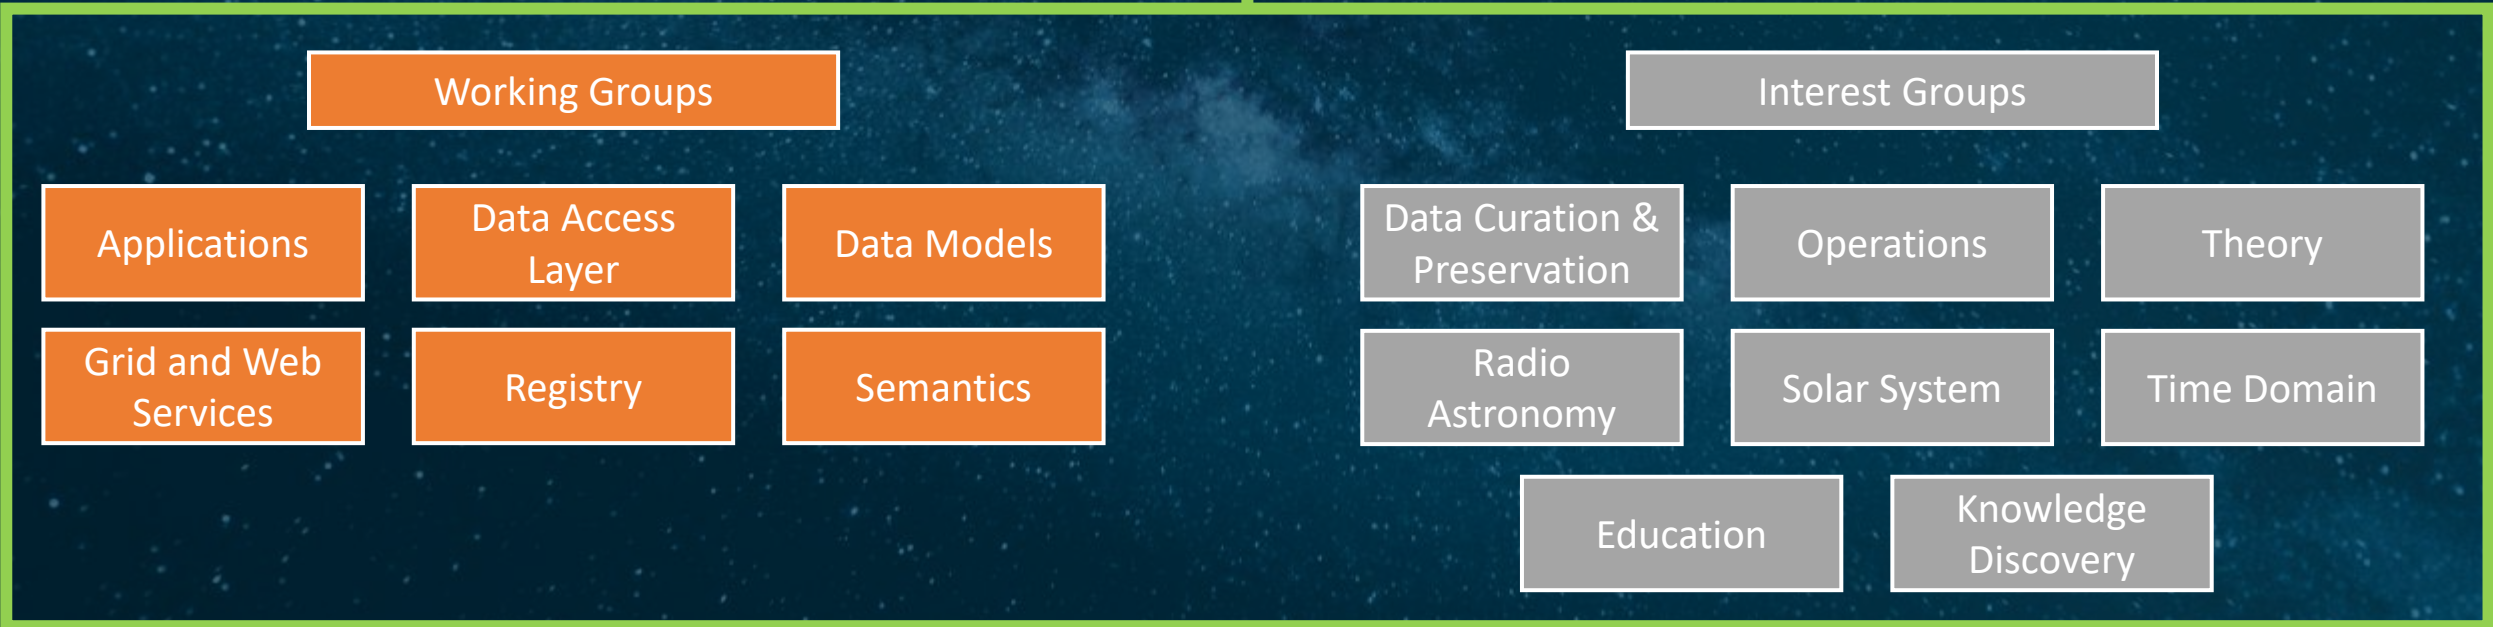 Working Groups
Interest Groups
Applications
Data Access
Layer
Data Models
Grid and Web
Services
Registry
Semantics
Data Curation &
Preservation
Operations
Theory
Radio
Astronomy
Solar System
Time Domain
Education
Knowledge
Discovery